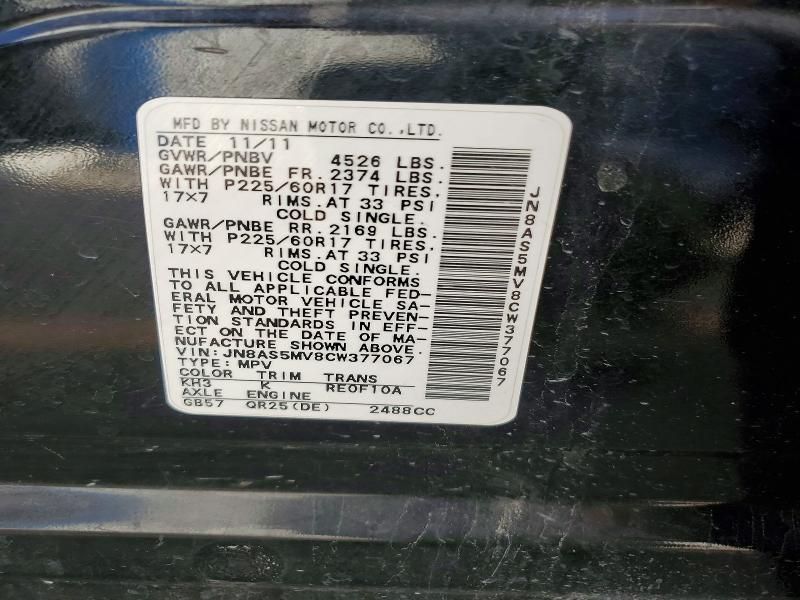 MFD BY NISSAN MOTOR CO.,LTD.
DATE 11/11
GVWR/PNBV 4526 LBS.
GAWR/PNBE FR. 2374 LBS.
WITH P225/60R17 TIRES.
17x7 RIMS.AT 33 PSI
COLD SINGLE.
GAWR/PNBE RR. 2169 LBS.
WITH P225/60R17 TIRES.
17x7 RIMS.AT 33 PSI
COLD SINGLE.
THIS VEHICLE CONFORMS
TO ALL APPLICABLE FED-
ERAL MOTOR VEHICLE SA-
FETY AND THEFT PREVEN-
TION STANDARDS IN EFF-
ECT ON THE DATE OF MA-
NUFACTURE SHOWN ABOVE.
VIN: JN8AS5MV8CW377067
TYPE: MPV
COLOR TRIM TRANS
KH3 K RE0F10A
AXLE ENGINE
GB57 QR25(DE) 2488CC
JN8AS5MV8CW377067